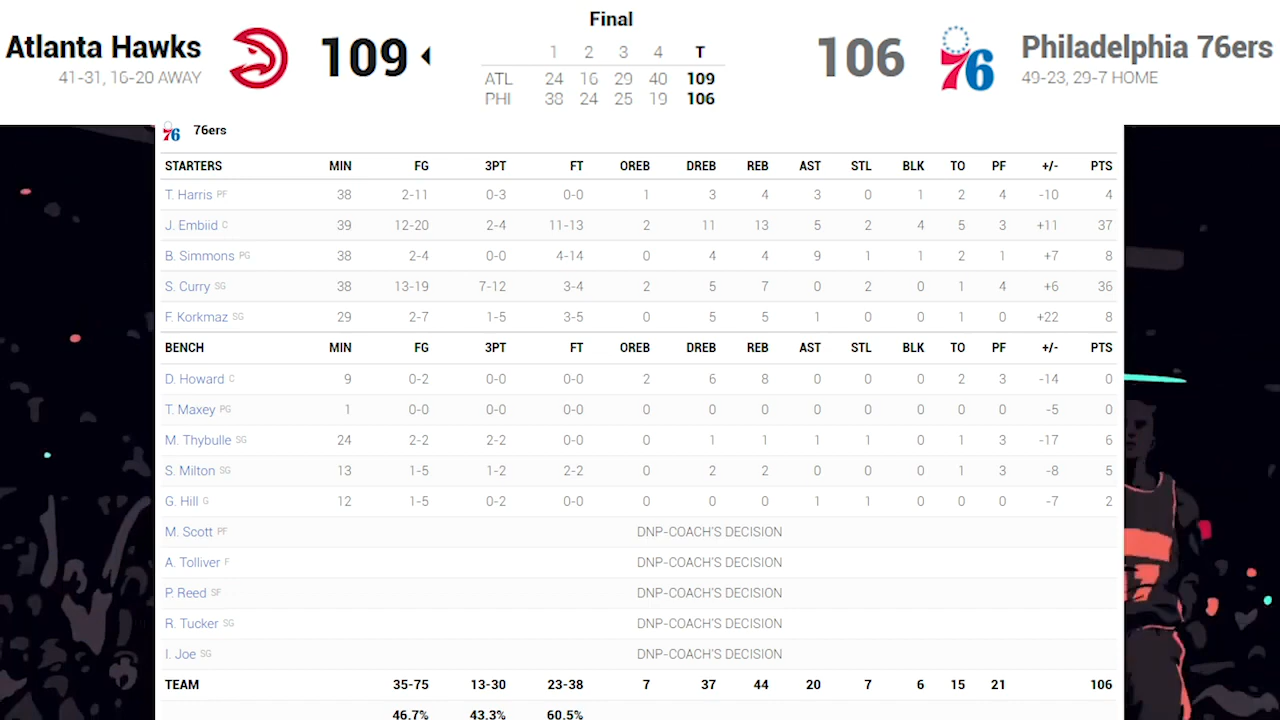 Final
Atlanta Hawks
41-31, 16-20 AWAY
109
1 2 3 4 T
ATL 24 16 29 40 109
PHI 38 24 25 19 106
106
76
Philadelphia 76ers
49-23, 29-7 HOME
76 76ers
STARTERS MIN FG 3PT FT OREB DREB REB AST STL BLK TO PF +/- PTS
T. Harris PF 38 2-11 0-3 0-0 1 3 4 3 0 1 2 4 -10 4
J. Embiid C 39 12-20 2-4 11-13 2 11 13 5 2 4 5 3 +11 37
B. Simmons PG 38 2-4 0-0 4-14 0 4 4 9 1 1 2 1 +7 8
S. Curry SG 38 13-19 7-12 3-4 2 5 7 0 2 0 1 4 +6 36
F. Korkmaz SG 29 2-7 1-5 3-5 0 5 5 1 0 0 1 0 +22 8
BENCH MIN FG 3PT FT OREB DREB REB AST STL BLK TO PF +/- PTS
D. Howard C 9 0-2 0-0 0-0 2 6 8 0 0 0 2 3 -14 0
T. Maxey PG 1 0-0 0-0 0-0 0 0 0 0 0 0 0 0 -5 0
M. Thybulle SG 24 2-2 2-2 0-0 0 1 1 1 1 0 1 3 -17 6
S. Milton SG 13 1-5 1-2 2-2 0 2 2 0 0 0 1 3 -8 5
G. Hill G 12 1-5 0-2 0-0 0 0 0 1 1 0 0 0 -7 2
M. Scott PF DNP-COACH'S DECISION
A. Tolliver F DNP-COACH'S DECISION
P. Reed SF DNP-COACH'S DECISION
R. Tucker SG DNP-COACH'S DECISION
I. Joe SG DNP-COACH'S DECISION
TEAM 35-75 13-30 23-38 7 37 44 20 7 6 15 21 106
46.7% 43.3% 60.5%